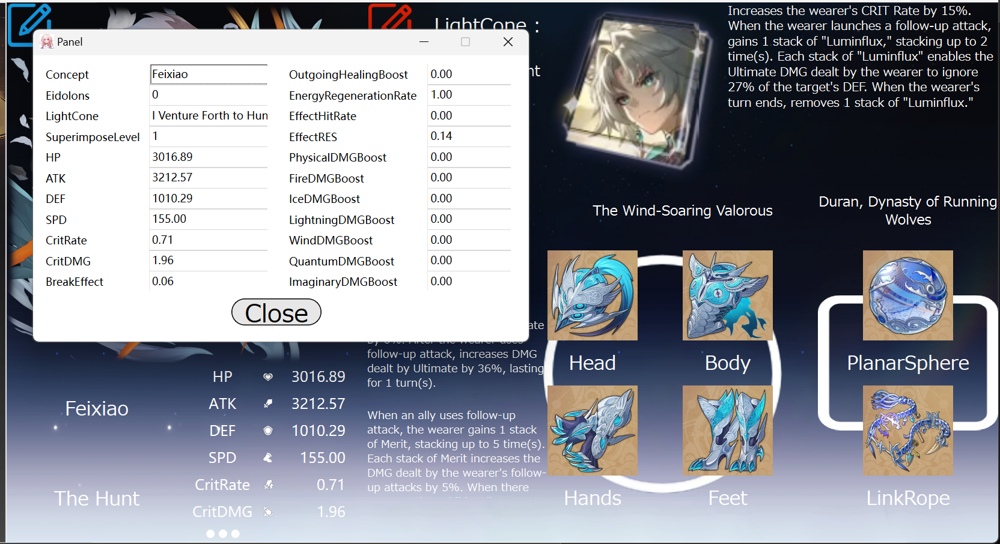 LightCone :
Increases the wearer's CRIT Rate by 15%.
When the wearer launches a follow-up attack,
gains 1 stack of "Luminflux," stacking up to 2
time(s). Each stack of "Luminflux" enables the
Ultimate DMG dealt by the wearer to ignore
27% of the target's DEF. When the wearer's
turn ends, removes 1 stack of "Luminflux."
Panel
Concept
Feixiao
Eidolons
0
LightCone
I Venture Forth to Hun
SuperimposeLevel
1
HP
3016.89
ATK
3212.57
DEF
1010.29
SPD
155.00
CritRate
0.71
CritDMG
1.96
BreakEffect
0.06
OutgoingHealingBoost
0.00
EnergyRegenerationRate
1.00
EffectHitRate
0.00
EffectRES
0.14
PhysicalDMGBoost
0.00
FireDMGBoost
0.00
IceDMGBoost
0.00
LightningDMGBoost
0.00
WindDMGBoost
0.00
QuantumDMGBoost
0.00
ImaginaryDMGBoost
0.00
Close
The Wind-Soaring Valorous
Duran, Dynasty of Running
Wolves
Head
Body
PlanarSphere
Hands
Feet
LinkRope
Feixiao
The Hunt
HP 3016.89
ATK 3212.57
DEF 1010.29
SPD 155.00
CritRate 0.71
CritDMG 1.96
follow-up attack, increases DMG
dealt by Ultimate by 36%, lasting
for 1 turn(s).
When an ally uses follow-up
attack, the wearer gains 1 stack
of Merit, stacking up to 5 time(s).
Each stack of Merit increases the
DMG dealt by the wearer's follow-
up attacks by 5%. When there